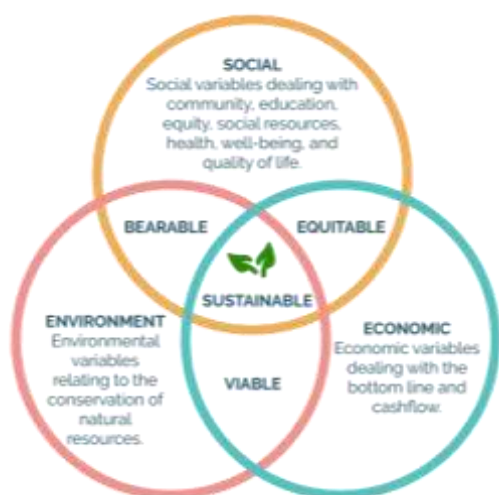 SOCIAL
Social variables dealing with
community, education,
equity, social resources,
health, well-being, and
quality of life.
BEARABLE
EQUITABLE
SUSTAINABLE
ENVIRONMENT
Environmental
variables
relating to the
conservation of
natural
resources.
ECONOMIC
Economic variables
dealing with the
bottom line and
cashflow.
VIABLE